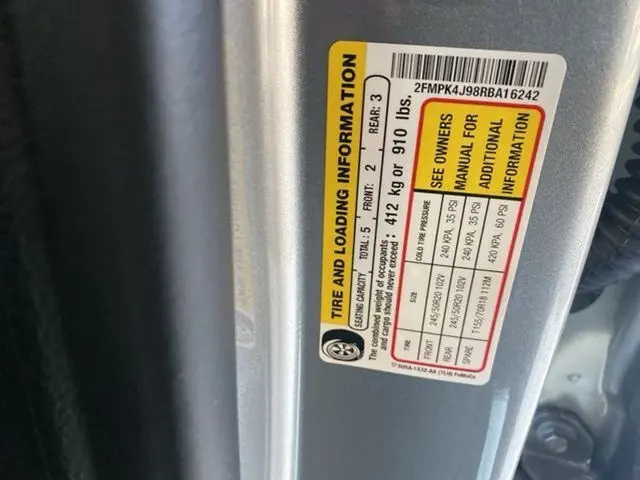 2FMPK4J98RBA16242
TIRE AND LOADING INFORMATION
SEATING CAPACITY TOTAL: 5 FRONT: 2 REAR: 3
The combined weight of occupants and cargo should never exceed: 412 kg or 910 lbs.
TIRE SIZE COLD TIRE PRESSURE
FRONT 245/50R20 102V 240 KPA, 35 PSI
REAR 245/50R20 102V 240 KPA, 35 PSI
SPARE T155/70R18 112M 420 KPA, 60 PSI
SEE OWNERS
MANUAL FOR
ADDITIONAL
INFORMATION